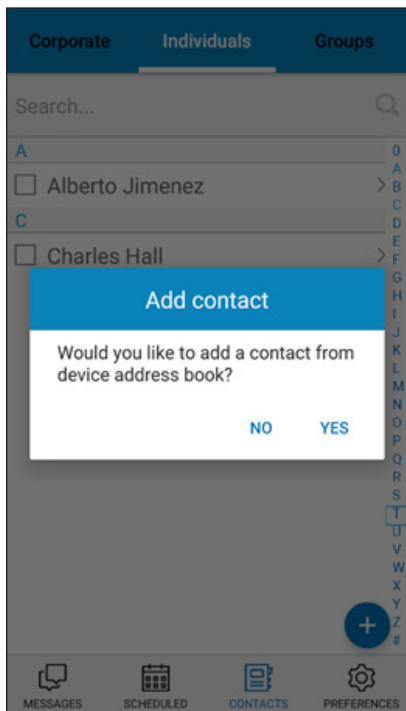 Corporate Individuals Groups
Search...
A
Alberto Jimenez
C
Charles Hall
Add contact
Would you like to add a contact from
device address book?
NO YES
0
A
B
C
D
E
F
G
H
I
J
K
L
M
N
O
P
Q
R
S
T
U
V
W
X
Y
Z
#
+
MESSAGES SCHEDULED CONTACTS PREFERENCES